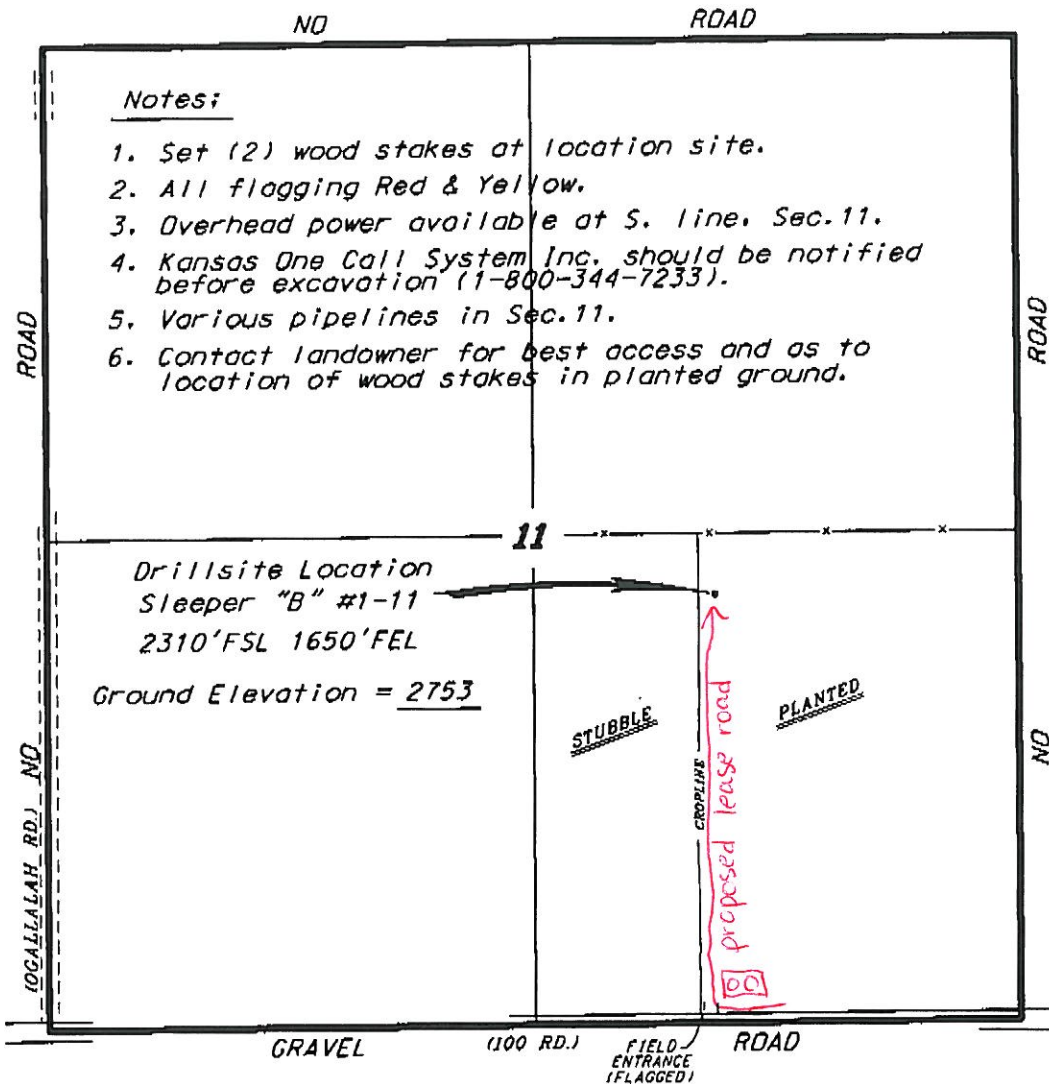 NO ROAD
Notes:
1. Set (2) wood stakes at location site.
2. All flagging Red & Yellow.
3. Overhead power available at S. line, Sec. 11.
4. Kansas One Call System Inc. should be notified
before excavation (1-800-344-7233).
5. Various pipelines in Sec. 11.
6. Contact landowner for best access and as to
location of wood stakes in planted ground.
ROAD
ROAD
11
Drillsite Location
Sleeper "B" #1-11
2310'FSL 1650'FEL
Ground Elevation = 2753
STUBBLE
PLANTED
CROPLINE
proposed lease road
NO
NO
(OGALLALAH RD.)
GRAVEL (100 RD.) ROAD
FIELD
ENTRANCE
(FLAGGED)